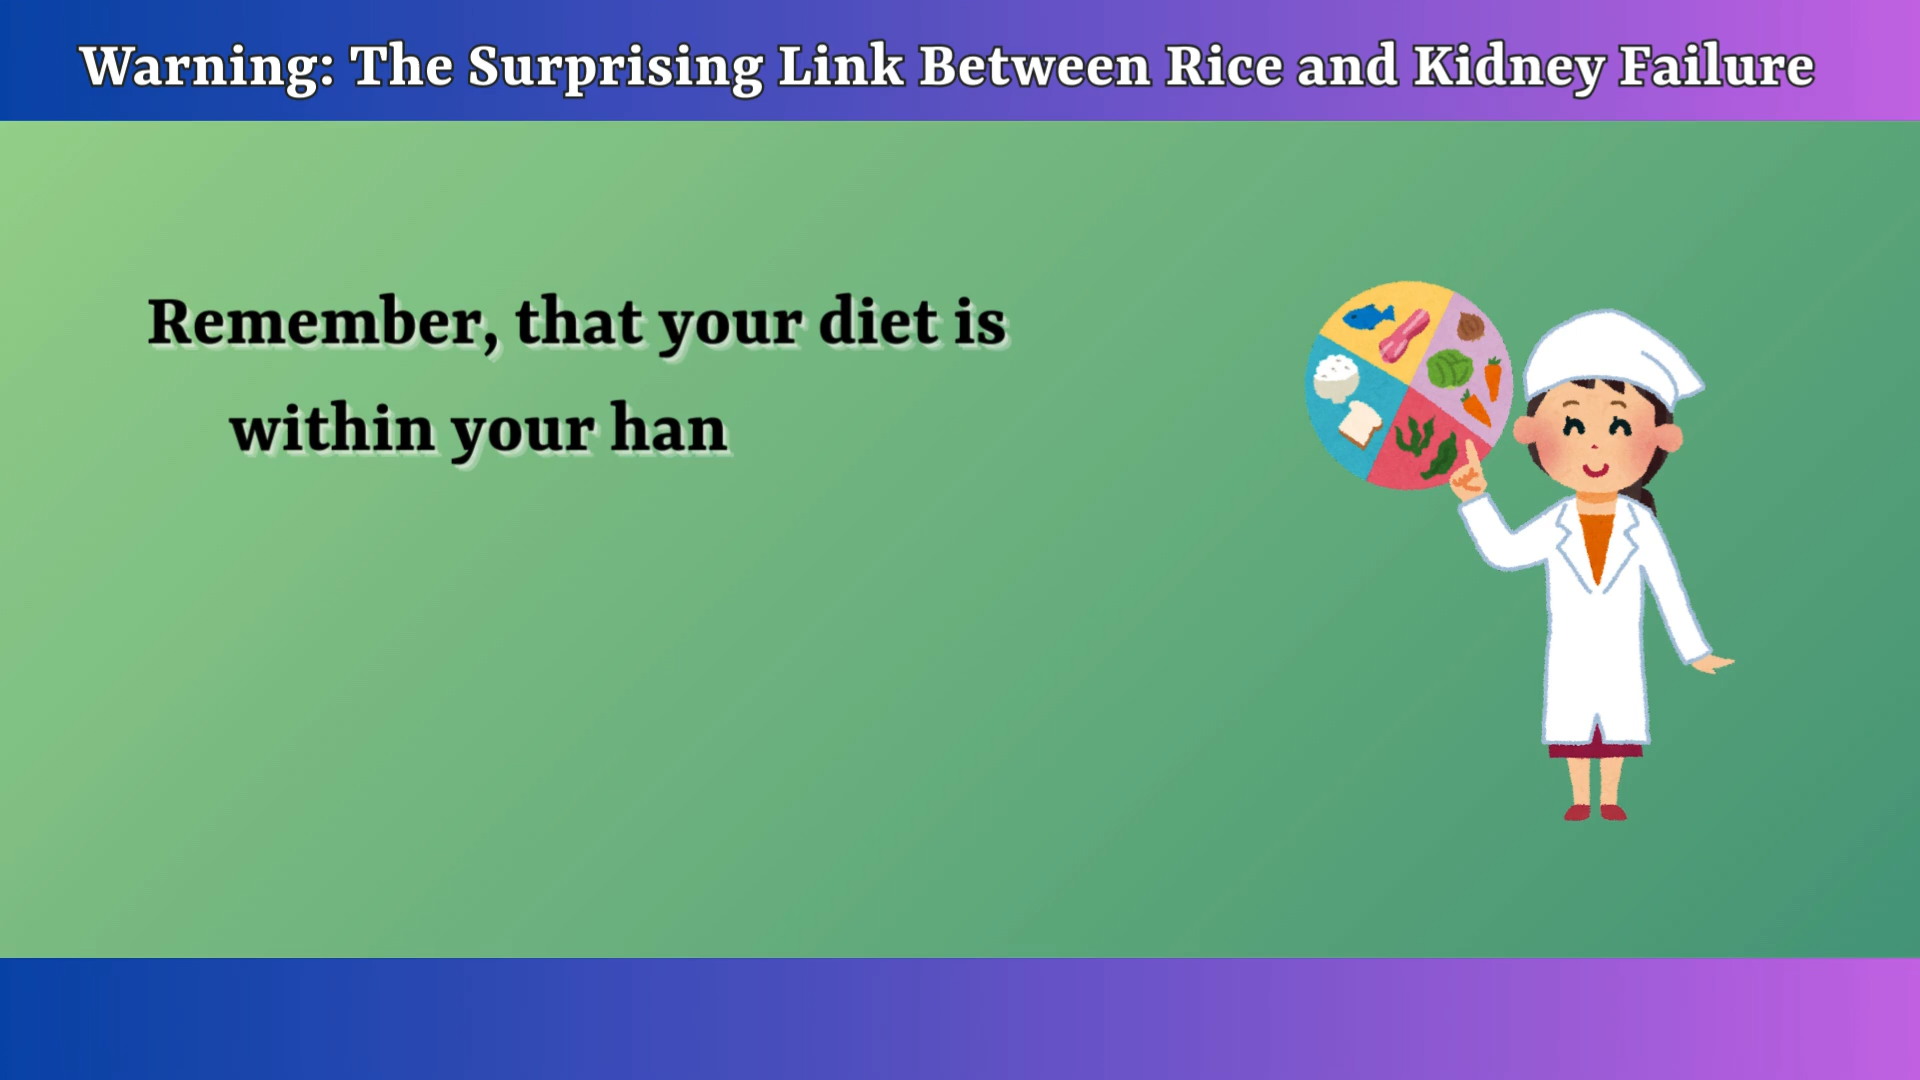 Warning: The Surprising Link Between Rice and Kidney Failure
Remember, that your diet is
within your han